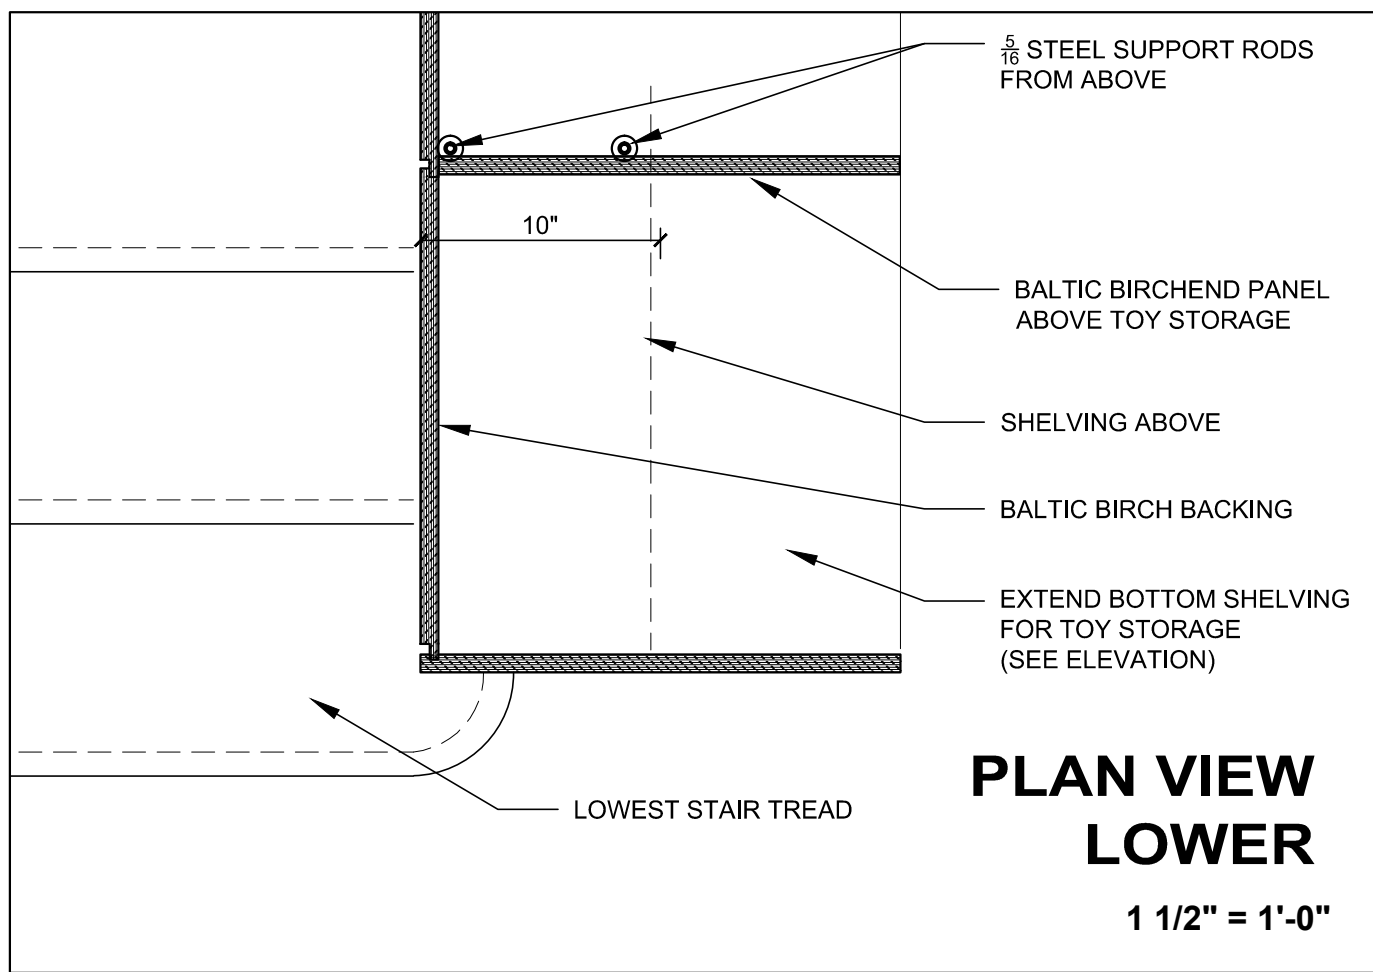 5/16 STEEL SUPPORT RODS
FROM ABOVE
10"
BALTIC BIRCHEND PANEL
ABOVE TOY STORAGE
SHELVING ABOVE
BALTIC BIRCH BACKING
EXTEND BOTTOM SHELVING
FOR TOY STORAGE
(SEE ELEVATION)
LOWEST STAIR TREAD
PLAN VIEW
LOWER
1 1/2" = 1'-0"